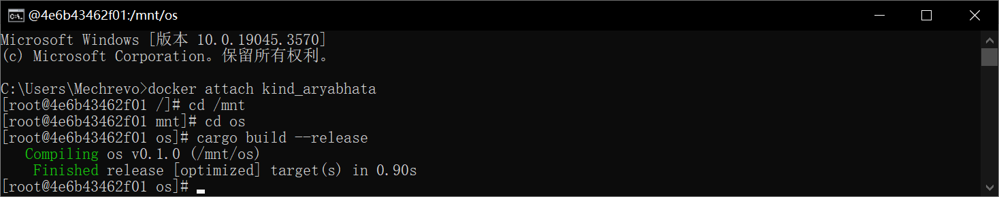 @4e6b43462f01:/mnt/os
Microsoft Windows [版本 10.0.19045.3570]
(c) Microsoft Corporation。保留所有权利。
C:\Users\Mechrevo>docker attach kind_aryabhata
[root@4e6b43462f01 /]# cd /mnt
[root@4e6b43462f01 mnt]# cd os
[root@4e6b43462f01 os]# cargo build --release
   Compiling os v0.1.0 (/mnt/os)
    Finished release [optimized] target(s) in 0.90s
[root@4e6b43462f01 os]#